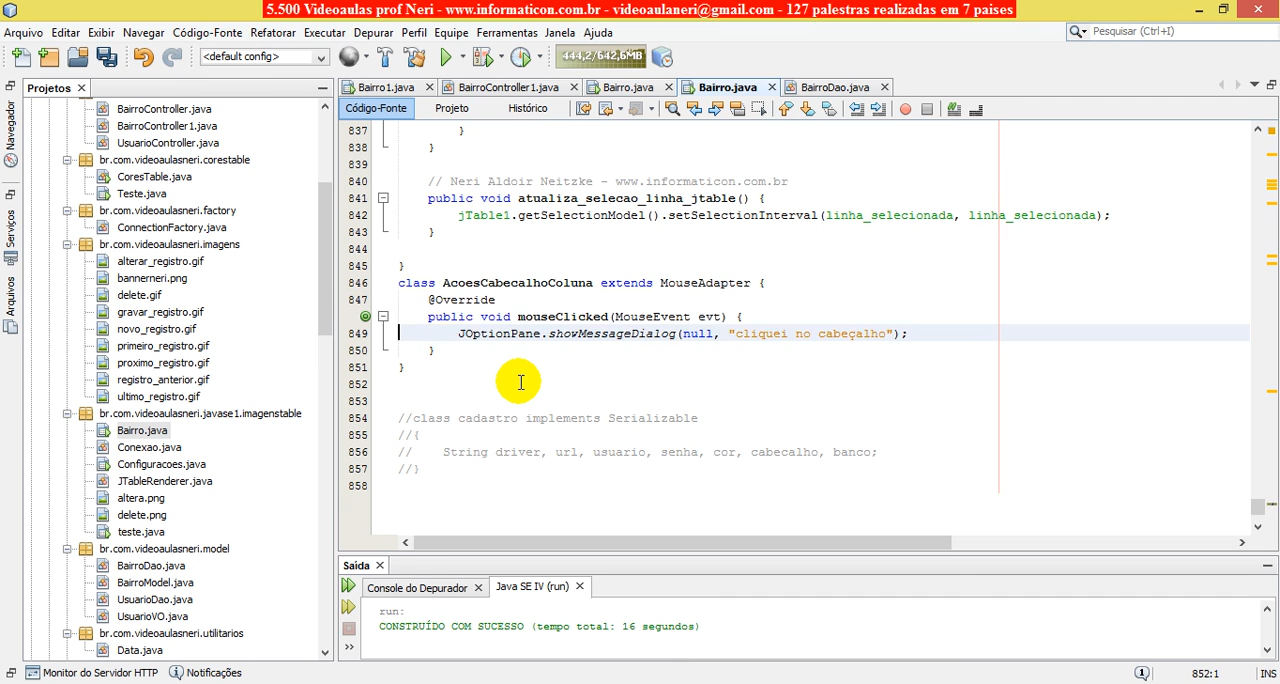 5.500 Videoaulas prof Neri - www.informaticon.com.br - videoaulaneri@gmail.com - 127 palestras realizadas em 7 paises
Arquivo Editar Exibir Navegar Código-Fonte Refatorar Executar Depurar Perfil Equipe Ferramentas Janela Ajuda
Pesquisar (Ctrl+I)
<default config>
444,2/642,6MB
Projetos
Bairro1.java
BairroController1.java
Bairro.java
Bairro.java
BairroDao.java
Código-Fonte
Projeto
Histórico
Navegador
Serviços
Arquivos
BairroController.java
BairroController1.java
UsuarioController.java
br.com.videoaulasneri.corestable
CoresTable.java
Teste.java
br.com.videoaulasneri.factory
ConnectionFactory.java
br.com.videoaulasneri.imagens
alterar_registro.gif
bannerneri.png
delete.gif
gravar_registro.gif
novo_registro.gif
primeiro_registro.gif
proximo_registro.gif
registro_anterior.gif
ultimo_registro.gif
br.com.videoaulasneri.javase1.imagenstable
Bairro.java
Conexao.java
Configuracoes.java
JTableRenderer.java
altera.png
delete.png
teste.java
br.com.videoaulasneri.model
BairroDao.java
BairroModel.java
UsuarioDao.java
UsuarioVO.java
br.com.videoaulasneri.utilitarios
Data.java
837 }
838 }
839
840 // Neri Aldoir Neitzke - www.informaticon.com.br
841 public void atualiza_selecao_linha_jtable() {
842 jTable1.getSelectionModel().setSelectionInterval(linha_selecionada, linha_selecionada);
843 }
844
845 }
846 class AcoesCabecalhoColuna extends MouseAdapter {
847 @Override
public void mouseClicked(MouseEvent evt) {
849 JOptionPane.showMessageDialog(null, "cliquei no cabeçalho");
850 }
851 }
852
853
854 //class cadastro implements Serializable
855 //{
856 // String driver, url, usuario, senha, cor, cabecalho, banco;
857 //}
858
Saída
Console do Depurador
Java SE IV (run)
run:
CONSTRUÍDO COM SUCESSO (tempo total: 16 segundos)
Monitor do Servidor HTTP
Notificações
852:1
INS